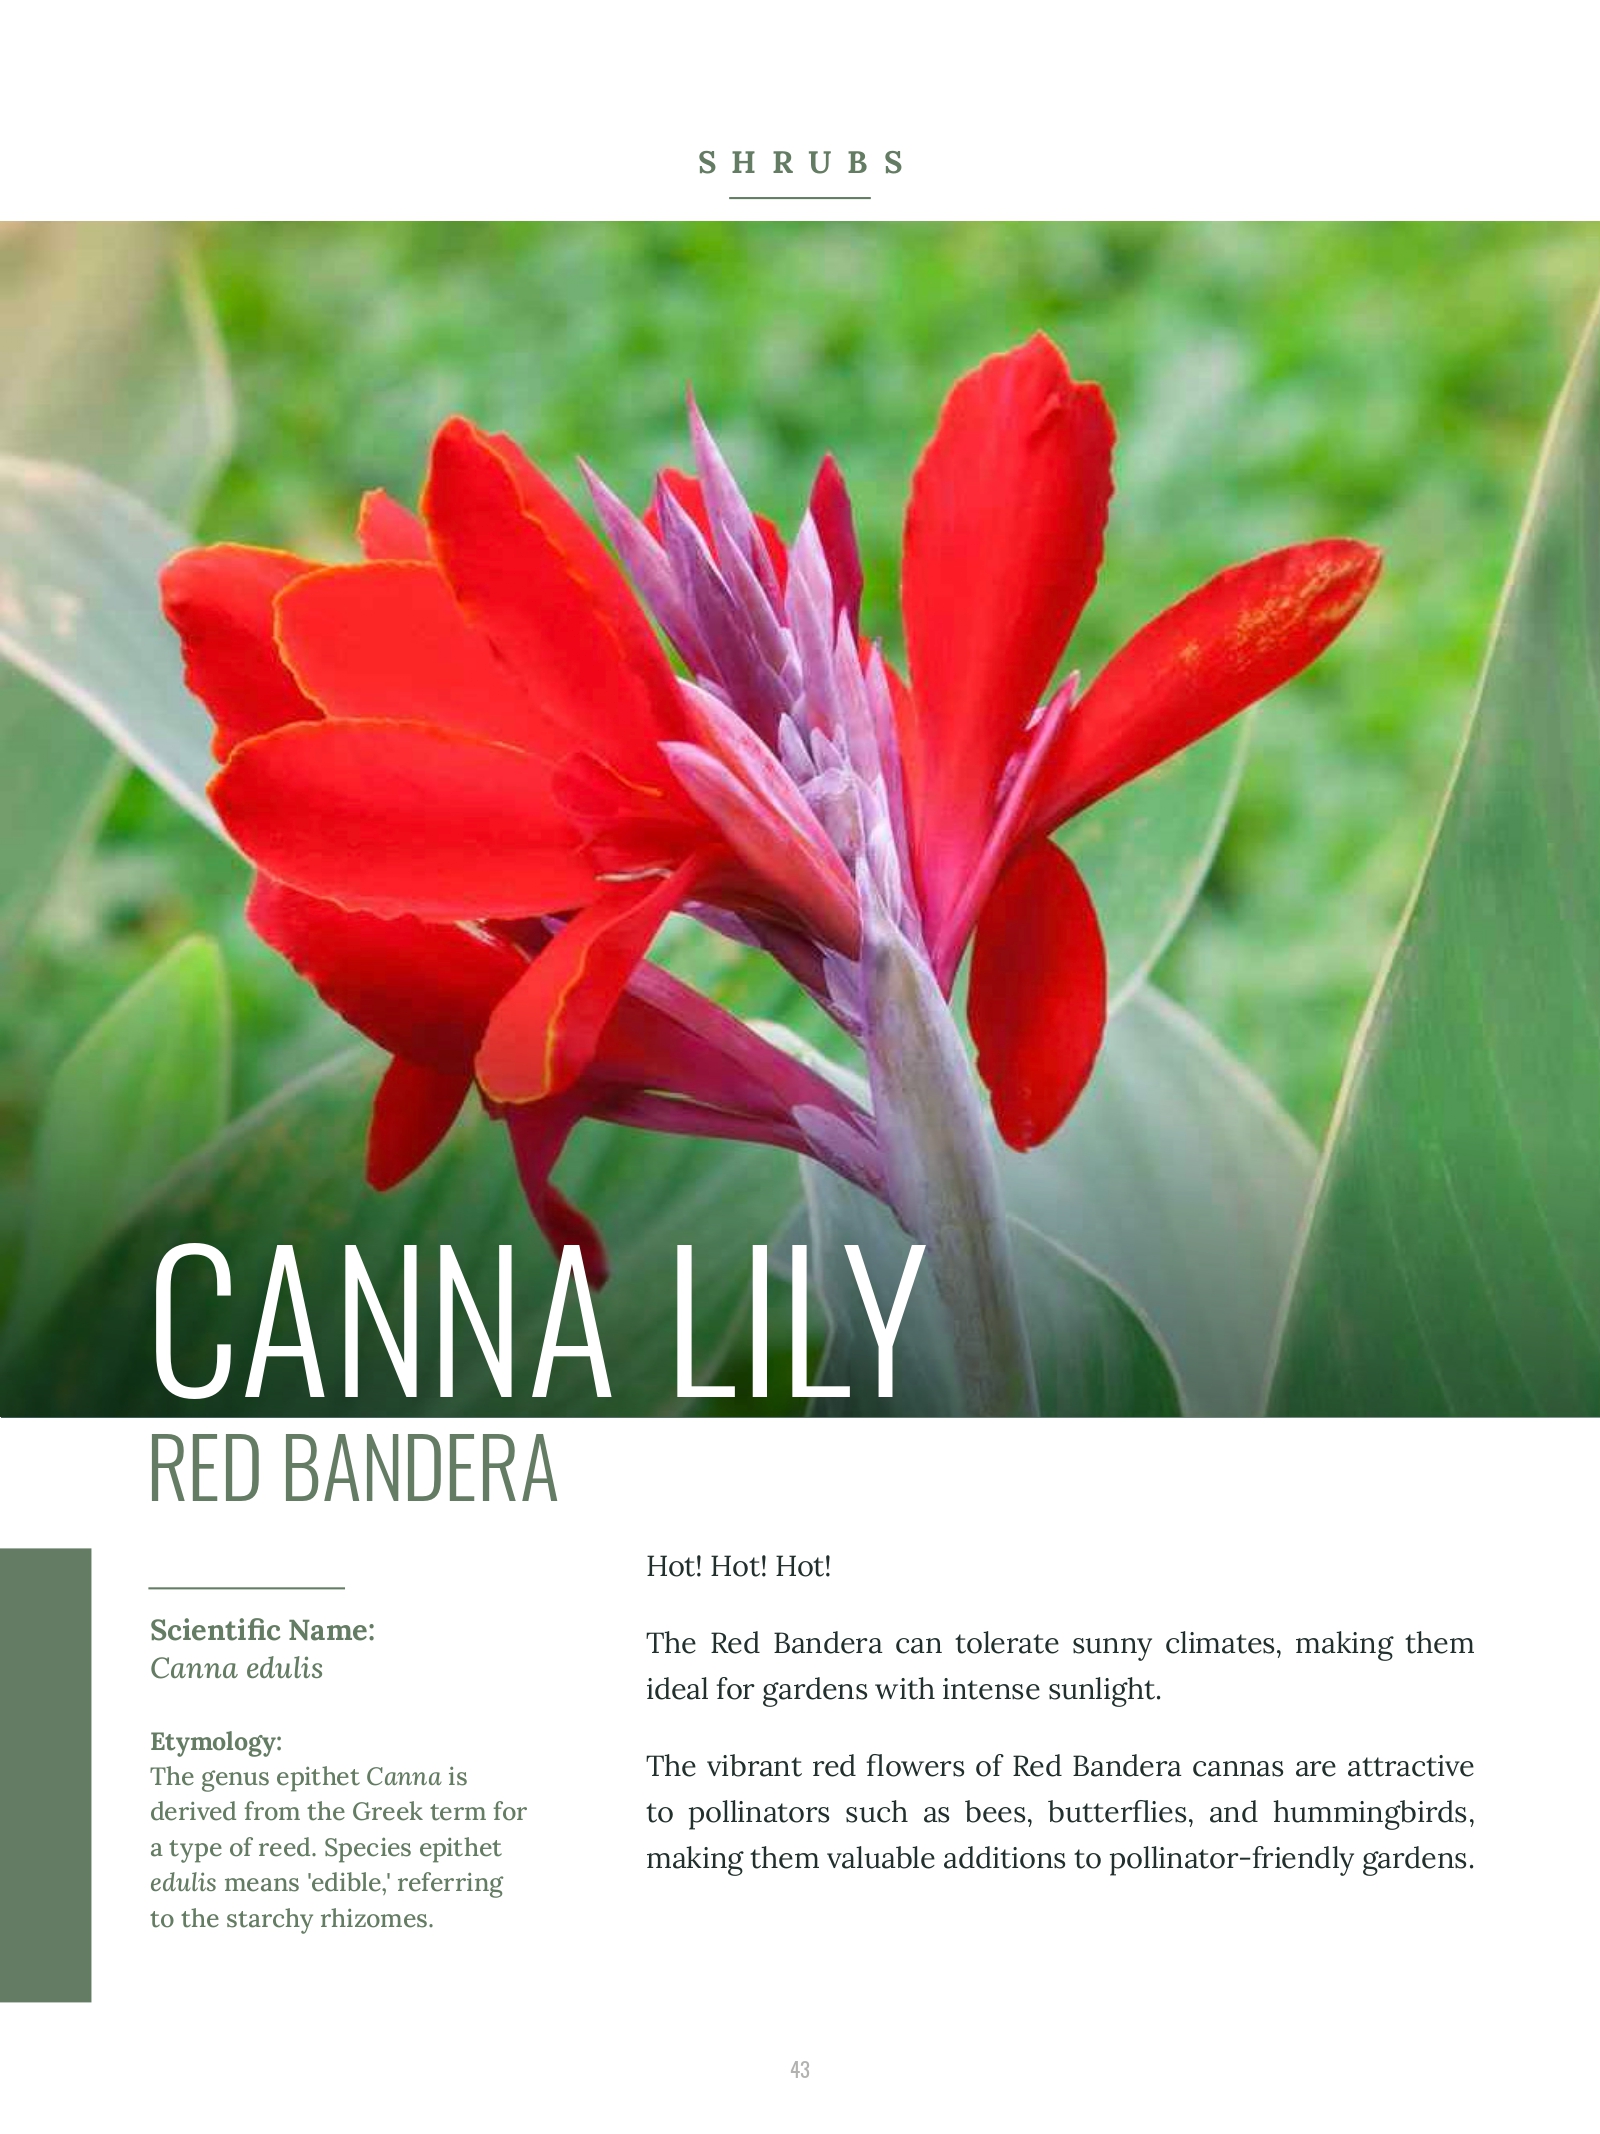 SHRUBS
CANNA LILY
RED BANDERA
Scientific Name:
Canna edulis
Etymology:
The genus epithet Canna is
derived from the Greek term for
a type of reed. Species epithet
edulis means 'edible,' referring
to the starchy rhizomes.
Hot! Hot! Hot!
The Red Bandera can tolerate sunny climates, making them
ideal for gardens with intense sunlight.
The vibrant red flowers of Red Bandera cannas are attractive
to pollinators such as bees, butterflies, and hummingbirds,
making them valuable additions to pollinator-friendly gardens.
43